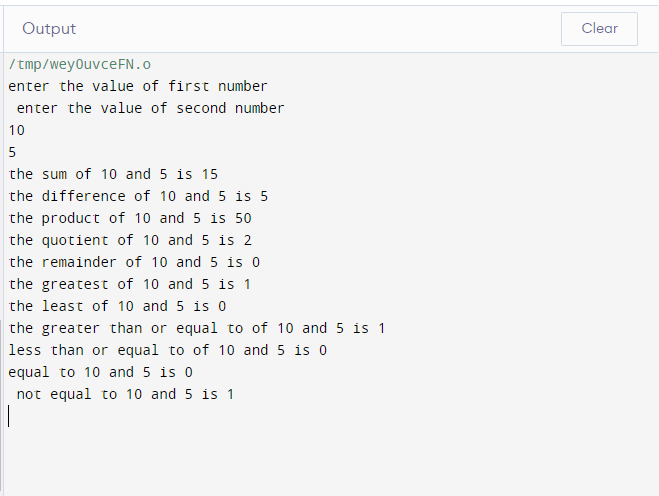 Output
Clear
/tmp/weyOuvceFN.o
enter the value of first number
enter the value of second number
10
5
the sum of 10 and 5 is 15
the difference of 10 and 5 is 5
the product of 10 and 5 is 50
the quotient of 10 and 5 is 2
the remainder of 10 and 5 is 0
the greatest of 10 and 5 is 1
the least of 10 and 5 is 0
the greater than or equal to of 10 and 5 is 1
less than or equal to of 10 and 5 is 0
equal to 10 and 5 is 0
not equal to 10 and 5 is 1